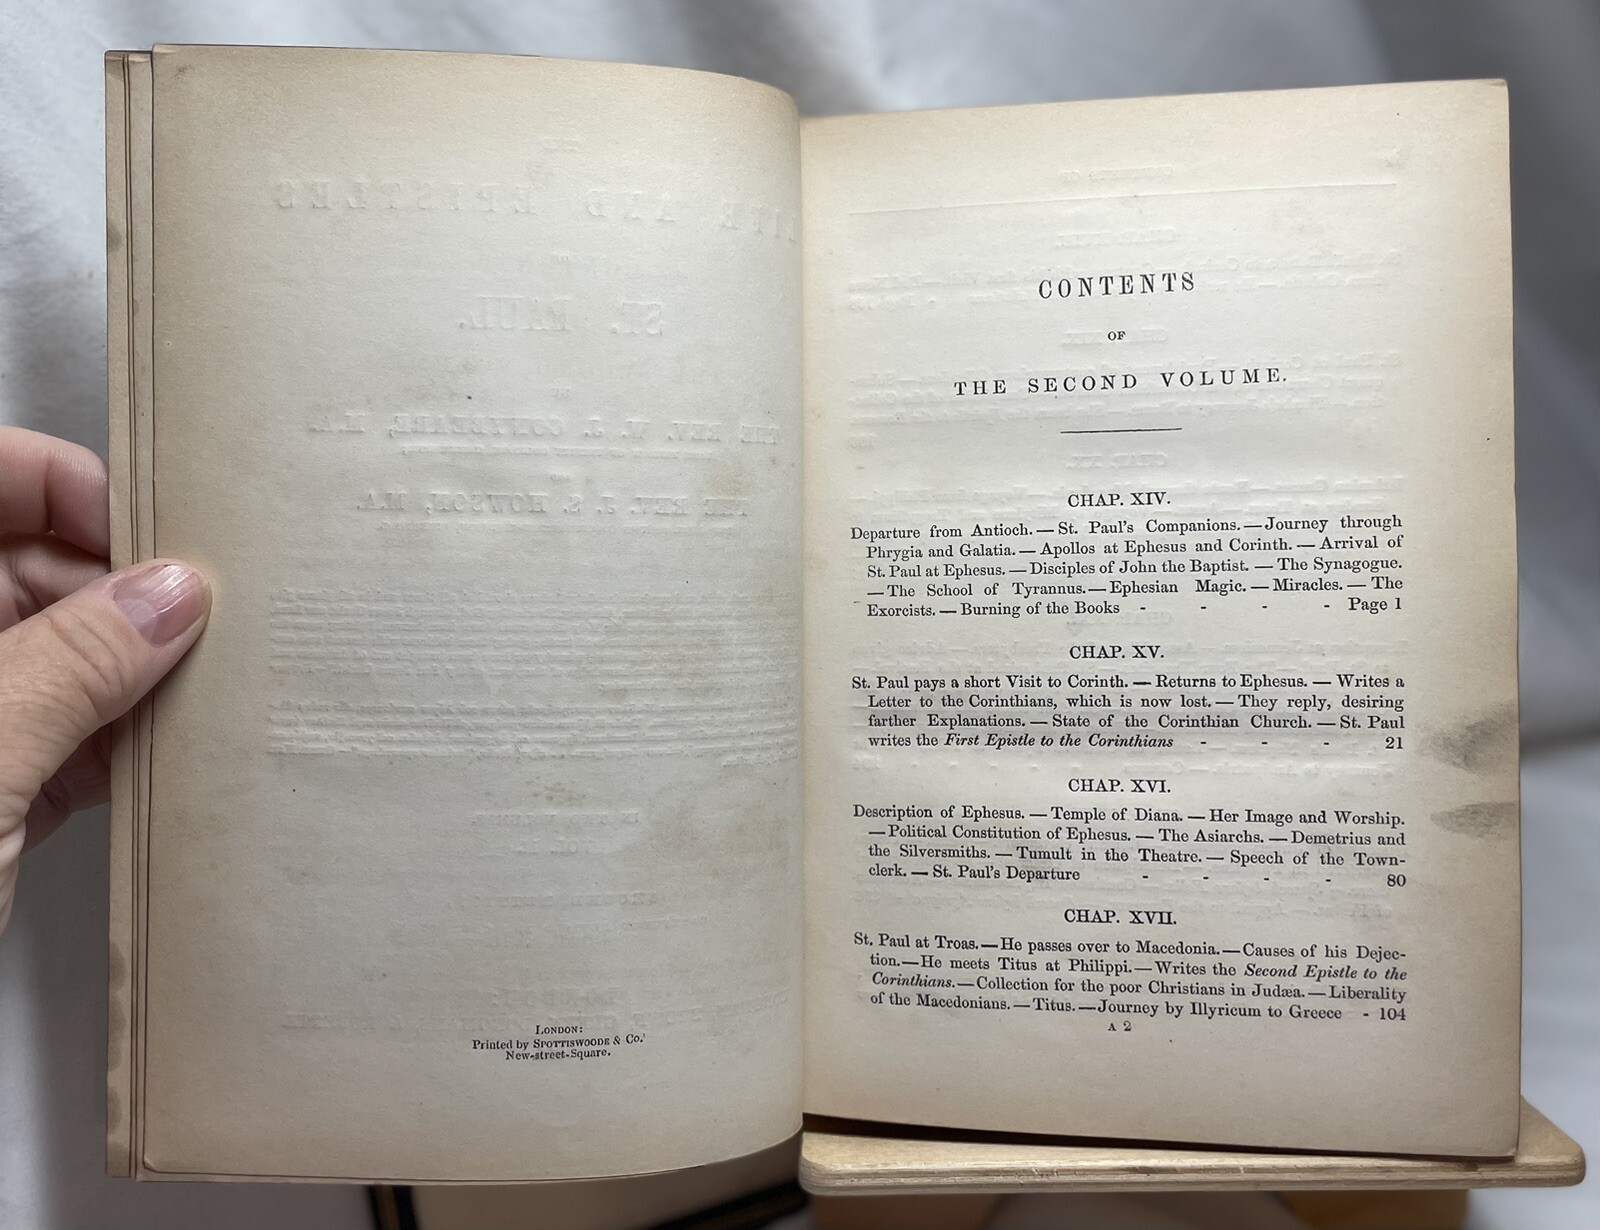 LONDON:
Printed by SPOTTISWOODE & Co.
New-street-Square.
CONTENTS
OF
THE SECOND VOLUME.
CHAP. XIV.
Departure from Antioch. — St. Paul's Companions. — Journey through
Phrygia and Galatia. — Apollos at Ephesus and Corinth. — Arrival of
St. Paul at Ephesus. — Disciples of John the Baptist. — The Synagogue.
— The School of Tyrannus. — Ephesian Magic. — Miracles. — The
Exorcists. — Burning of the Books - - - - Page 1
CHAP. XV.
St. Paul pays a short Visit to Corinth. — Returns to Ephesus. — Writes a
Letter to the Corinthians, which is now lost. — They reply, desiring
farther Explanations. — State of the Corinthian Church. — St. Paul
writes the First Epistle to the Corinthians - - - 21
CHAP. XVI.
Description of Ephesus. — Temple of Diana. — Her Image and Worship.
— Political Constitution of Ephesus. — The Asiarchs. — Demetrius and
the Silversmiths. — Tumult in the Theatre. — Speech of the Town-
clerk. — St. Paul's Departure - - - - 80
CHAP. XVII.
St. Paul at Troas. — He passes over to Macedonia. — Causes of his Dejec-
tion. — He meets Titus at Philippi. — Writes the Second Epistle to the
Corinthians. — Collection for the poor Christians in Judæa. — Liberality
of the Macedonians. — Titus. — Journey by Illyricum to Greece - 104
A 2